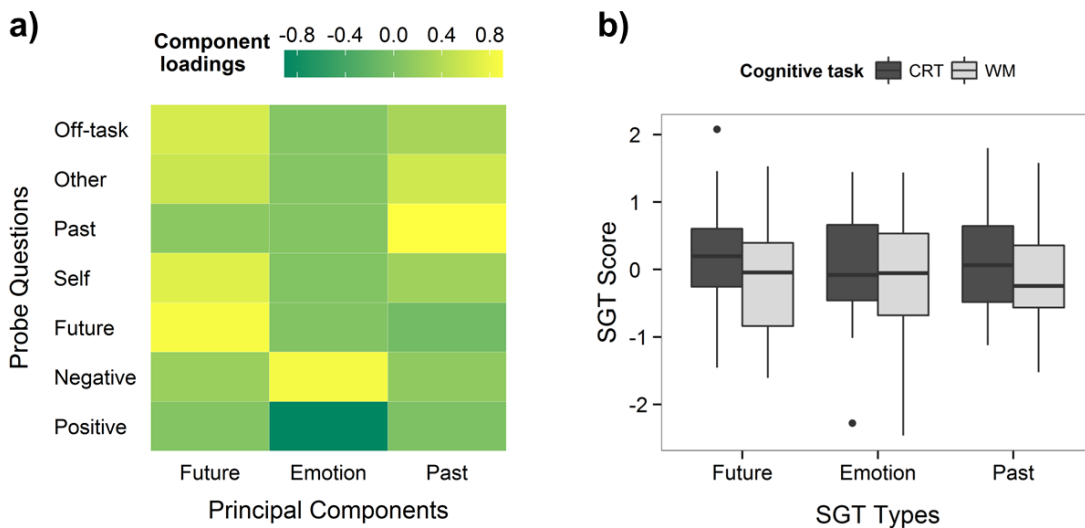 a)
Component
loadings
-0.8 -0.4 0.0 0.4 0.8
Probe Questions
Off-task
Other
Past
Self
Future
Negative
Positive
Future Emotion Past
Principal Components
b)
Cognitive task CRT WM
SGT Score
2
1
0
-1
-2
Future Emotion Past
SGT Types